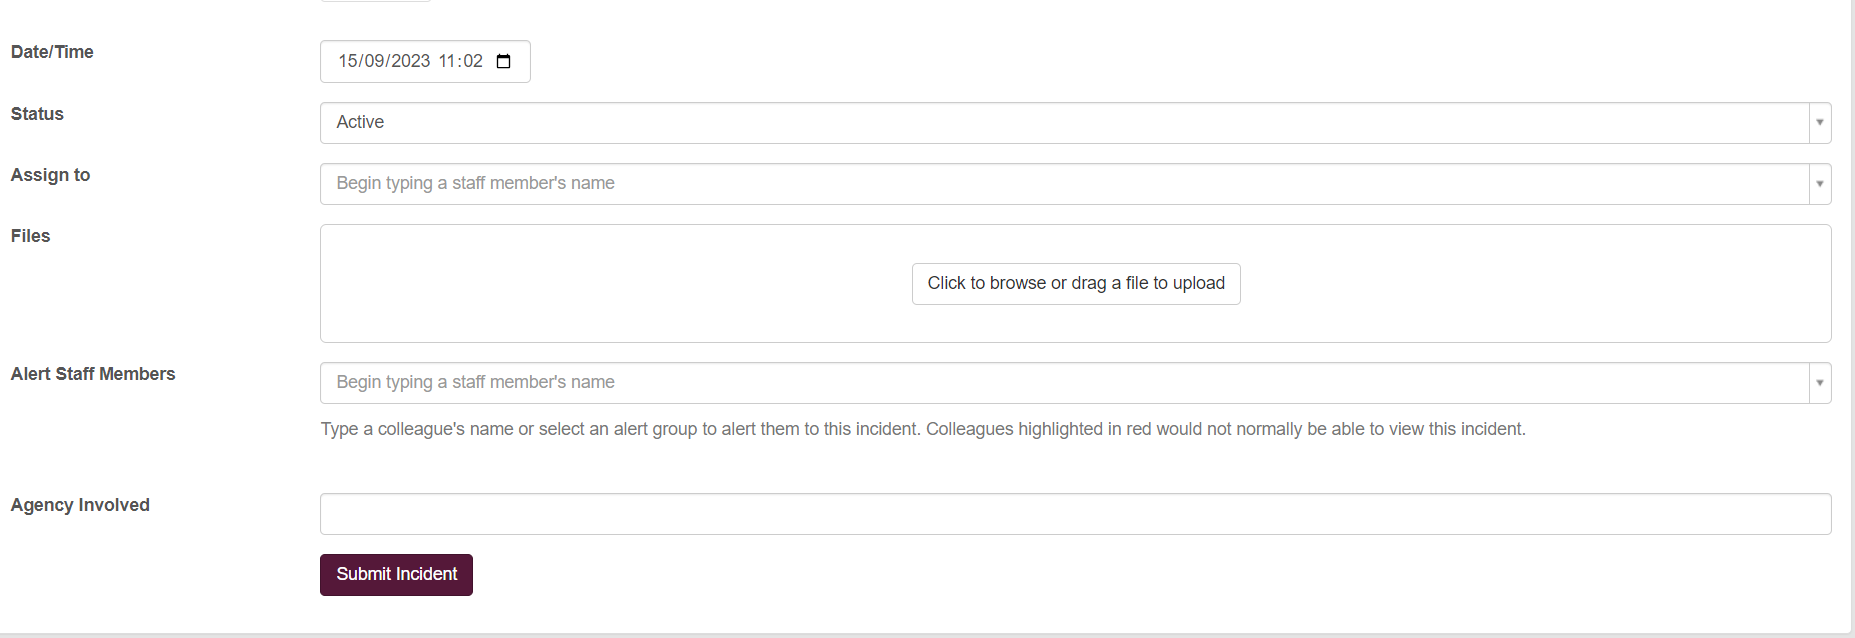 Date/Time
15/09/2023 11:02
Status
Active
Assign to
Begin typing a staff member's name
Files
Click to browse or drag a file to upload
Alert Staff Members
Begin typing a staff member's name
Type a colleague's name or select an alert group to alert them to this incident. Colleagues highlighted in red would not normally be able to view this incident.
Agency Involved
Submit Incident